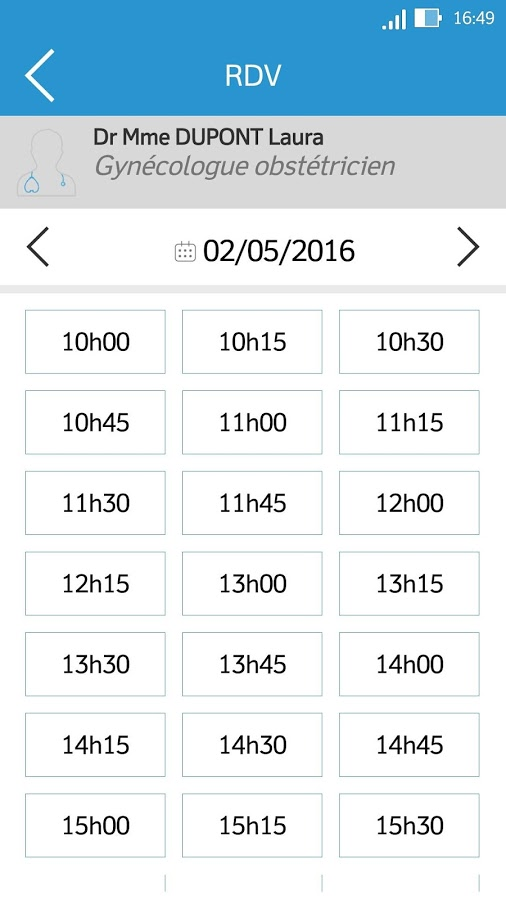 16:49
RDV
Dr Mme DUPONT Laura
Gynécologue obstétricien
02/05/2016
10h00 10h15 10h30
10h45 11h00 11h15
11h30 11h45 12h00
12h15 13h00 13h15
13h30 13h45 14h00
14h15 14h30 14h45
15h00 15h15 15h30